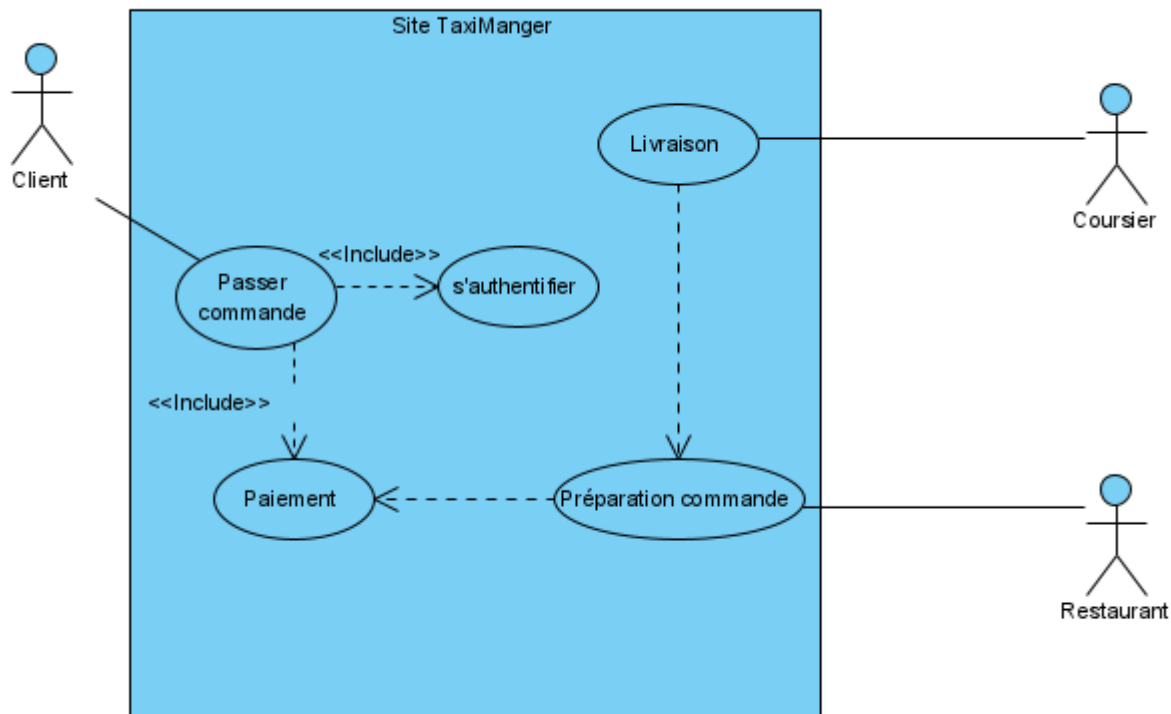 Site TaxiManger
Client
Livraison
Coursier
<<Include>>
Passer
commande
s'authentifier
<<Include>>
Paiement
Préparation commande
Restaurant